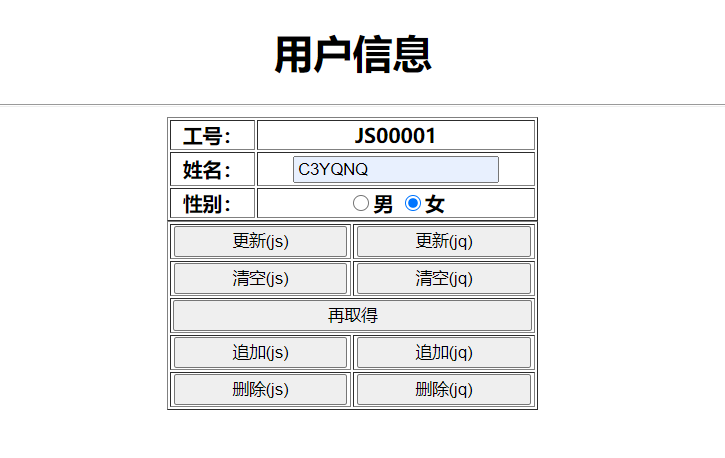 用户信息
工号： JS00001
姓名： C3YQNQ
性别： 男 女
更新(js) 更新(jq)
清空(js) 清空(jq)
再取得
追加(js) 追加(jq)
删除(js) 删除(jq)